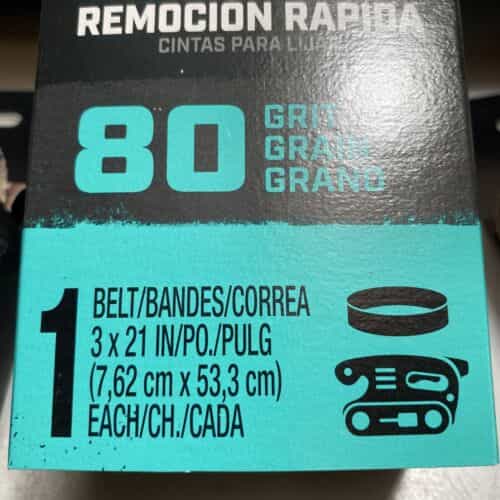 REMOCION RAPIDA
CINTAS PARA LIJAR
80
GRIT
GRAIN
GRANO
1
BELT/BANDES/CORREA
3 x 21 IN/PO./PULG
(7,62 cm x 53,3 cm)
EACH/CH./CADA